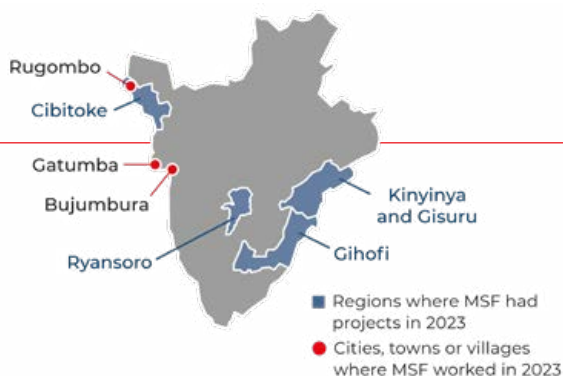 Rugombo
Cibitoke
Gatumba
Bujumbura
Ryansoro
Kinyinya
and Gisuru
Gihofi
Regions where MSF had
projects in 2023
Cities, towns or villages
where MSF worked in 2023